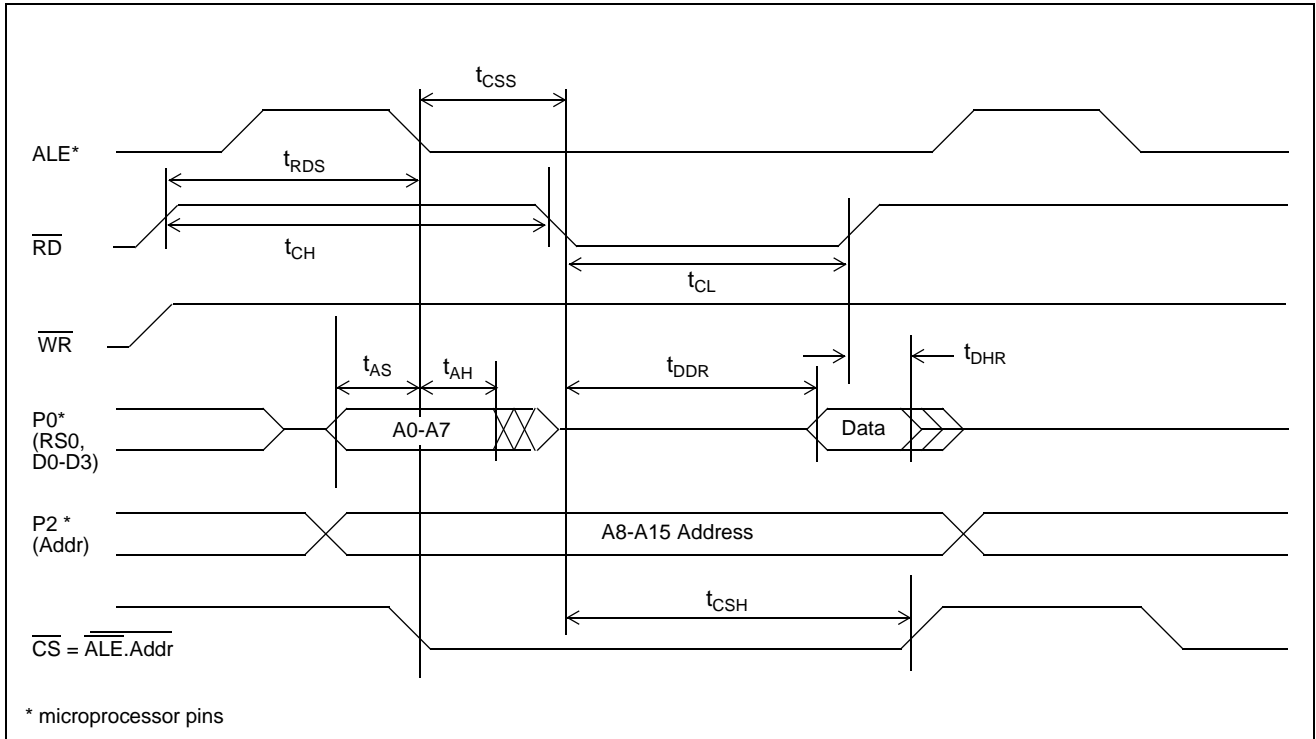 tCSS
ALE*
tRDS
RD
tCH
tCL
WR
tAS
tAH
tDDR
tDHR
P0*
(RS0,
D0-D3)
A0-A7
Data
P2 *
(Addr)
A8-A15 Address
tCSH
CS = ALE.Addr
* microprocessor pins